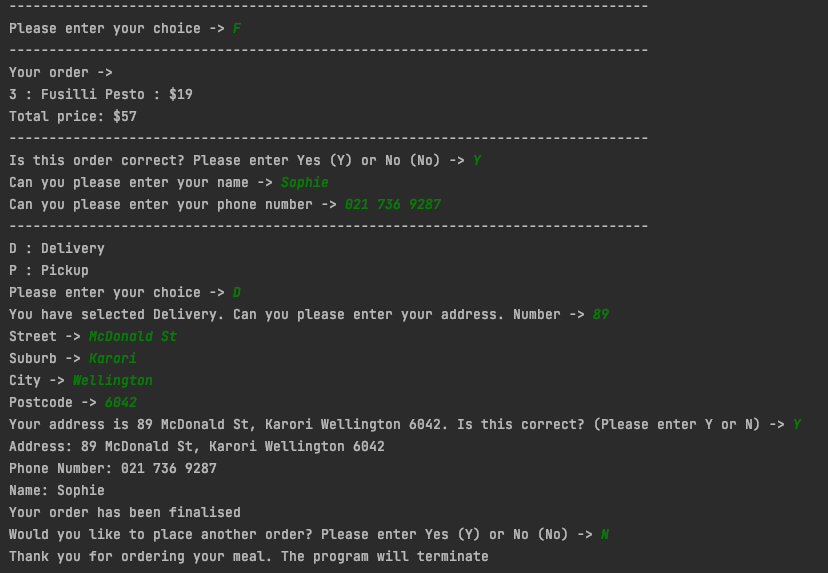 --------------------------------------------------------------------------------
Please enter your choice -> F
--------------------------------------------------------------------------------
Your order ->
3 : Fusilli Pesto : $19
Total price: $57
--------------------------------------------------------------------------------
Is this order correct? Please enter Yes (Y) or No (No) -> Y
Can you please enter your name -> Sophie
Can you please enter your phone number -> 021 736 9287
--------------------------------------------------------------------------------
D : Delivery
P : Pickup
Please enter your choice -> D
You have selected Delivery. Can you please enter your address. Number -> 89
Street -> McDonald St
Suburb -> Karori
City -> Wellington
Postcode -> 6042
Your address is 89 McDonald St, Karori Wellington 6042. Is this correct? (Please enter Y or N) -> Y
Address: 89 McDonald St, Karori Wellington 6042
Phone Number: 021 736 9287
Name: Sophie
Your order has been finalised
Would you like to place another order? Please enter Yes (Y) or No (No) -> N
Thank you for ordering your meal. The program will terminate